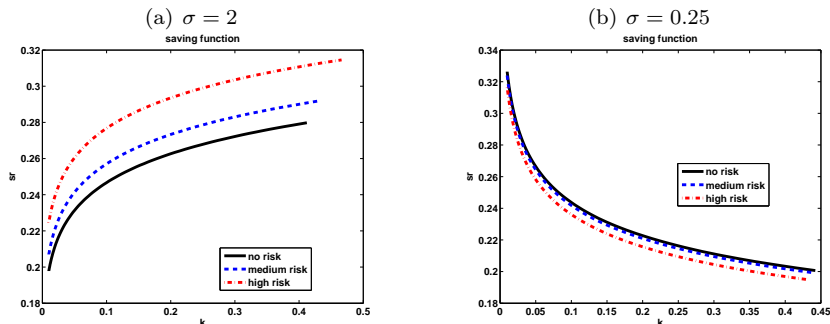 (a) σ = 2
saving function
0.32
0.3
0.28
0.26
sr
0.24
0.22
0.2
0.18
0
0.1
0.2
0.3
0.4
0.5
k
no risk
medium risk
high risk
(b) σ = 0.25
saving function
0.34
0.32
0.3
0.28
0.26
sr
0.24
0.22
0.2
0.18
0
0.05
0.1
0.15
0.2
0.25
0.3
0.35
0.4
0.45
k
no risk
medium risk
high risk